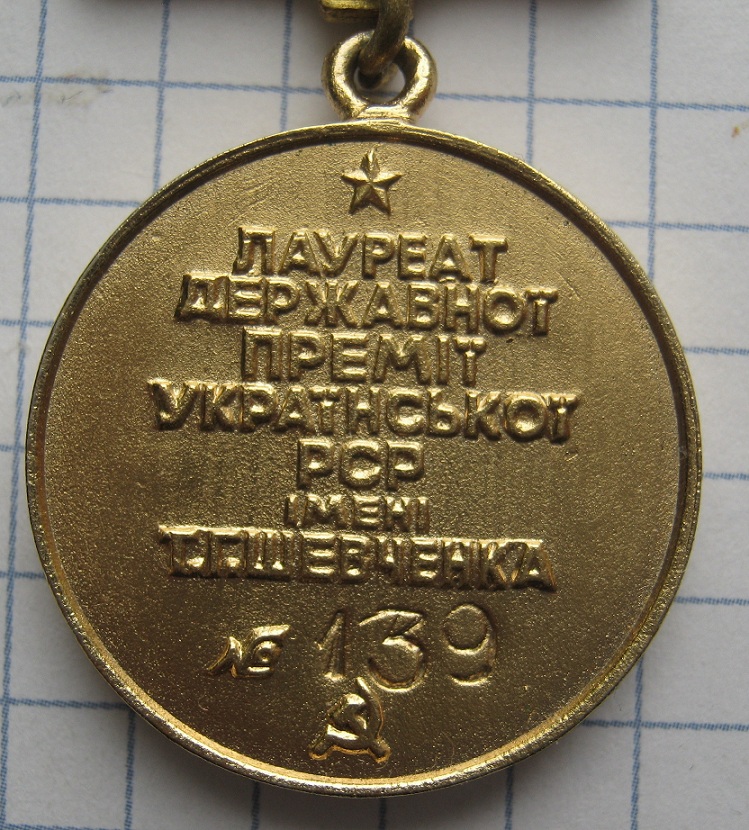 ЛАУРЕАТ
ДЕРЖАВНОЇ
ПРЕМІЇ
УКРАЇНСЬКОЇ
РСР
ІМЕНІ
Т.Г.ШЕВЧЕНКА
№ 139